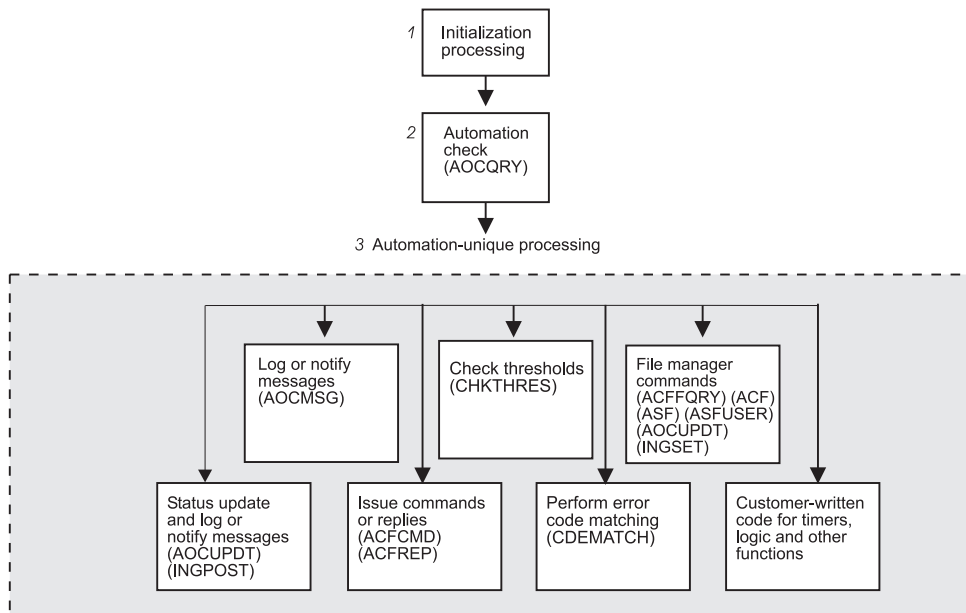 1 Initialization
processing
2 Automation
check
(AOCQRY)
3 Automation-unique processing
Log or notify
messages
(AOCMSG)
Check thresholds
(CHKTHRES)
File manager
commands
(ACFFQRY) (ACF)
(ASF) (ASFUSER)
(AOCUPDT)
(INGSET)
Status update
and log or
notify messages
(AOCUPDT)
(INGPOST)
Issue commands
or replies
(ACFCMD)
(ACFREP)
Perform error
code matching
(CDEMATCH)
Customer-written
code for timers,
logic and other
functions